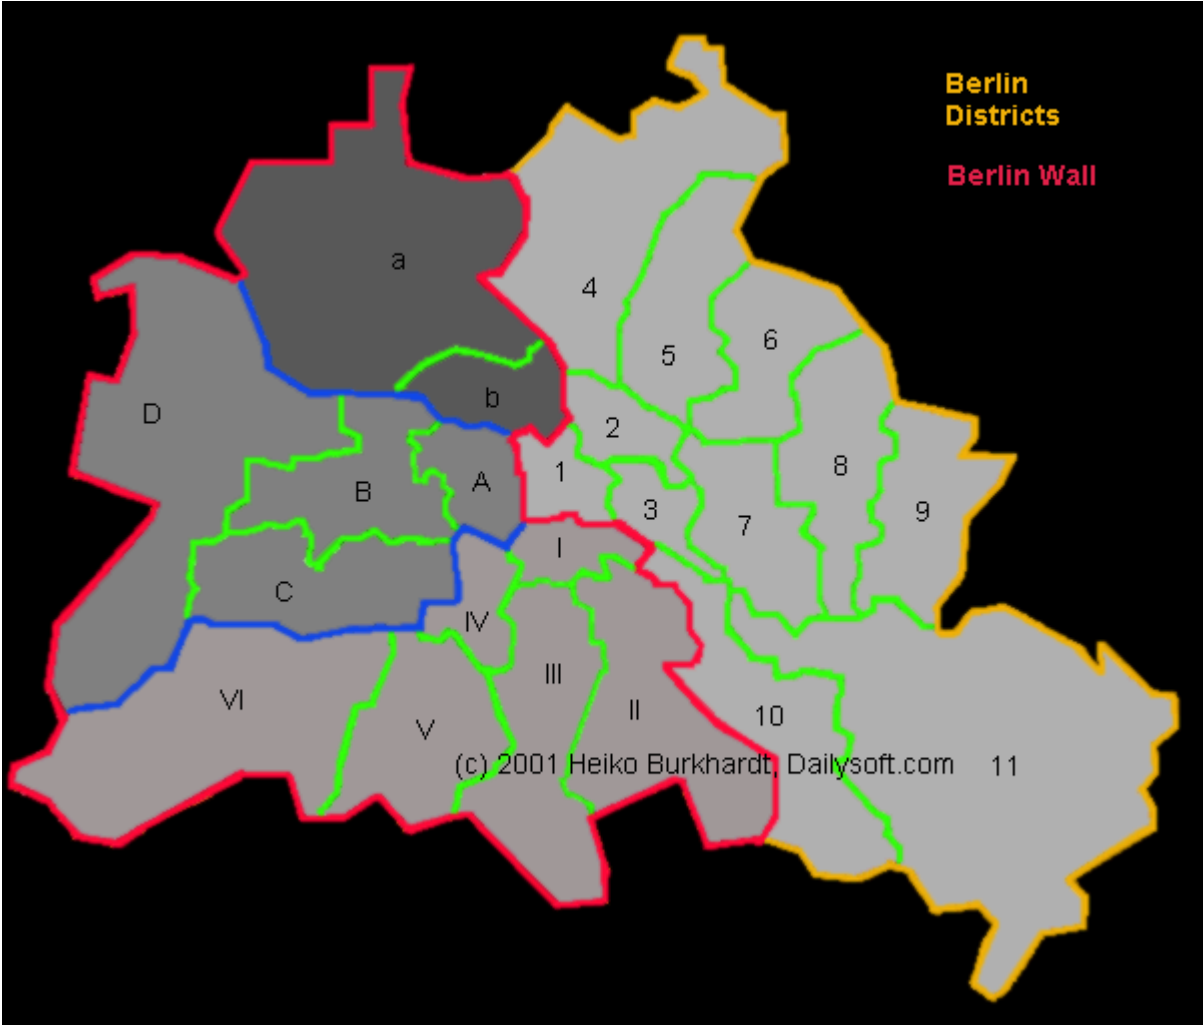 Berlin
Districts
Berlin Wall
a
4
6
5
b
D
2
8
1
A
B
3
9
7
I
C
IV
III
VI
II
10
V
(c) 2001 Heiko Burkhardt, Dailysoft.com
11